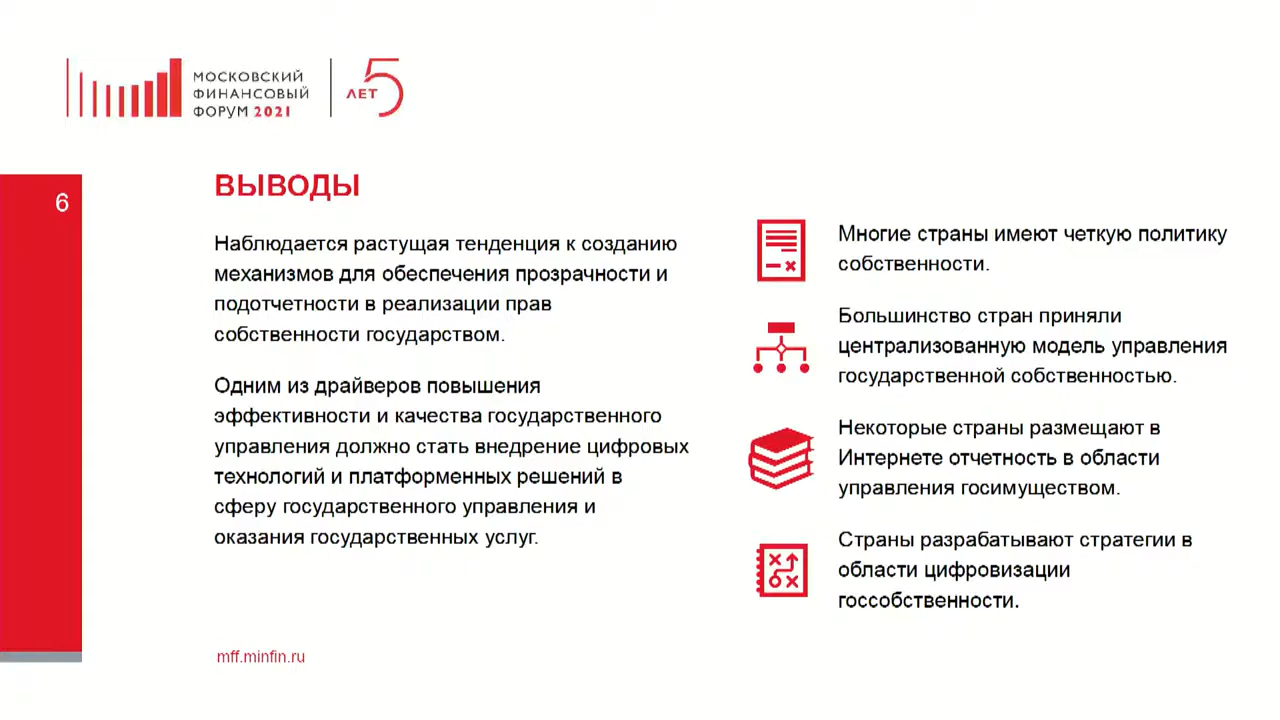 МОСКОВСКИЙ
ФИНАНСОВЫЙ
ФОРУМ 2021
ЛЕТ 5
6
ВЫВОДЫ
Наблюдается растущая тенденция к созданию
механизмов для обеспечения прозрачности и
подотчетности в реализации прав
собственности государством.
Одним из драйверов повышения
эффективности и качества государственного
управления должно стать внедрение цифровых
технологий и платформенных решений в
сферу государственного управления и
оказания государственных услуг.
Многие страны имеют четкую политику
собственности.
Большинство стран приняли
централизованную модель управления
государственной собственностью.
Некоторые страны размещают в
Интернете отчетность в области
управления госимуществом.
Страны разрабатывают стратегии в
области цифровизации
госсобственности.
mff.minfin.ru